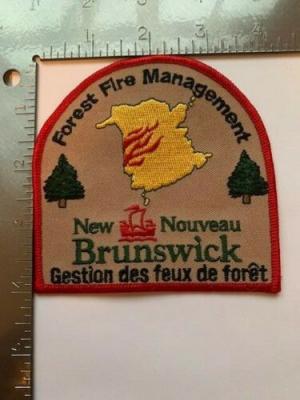 Forest Fire Management
New Nouveau
Brunswick
Gestion des feux de forêt